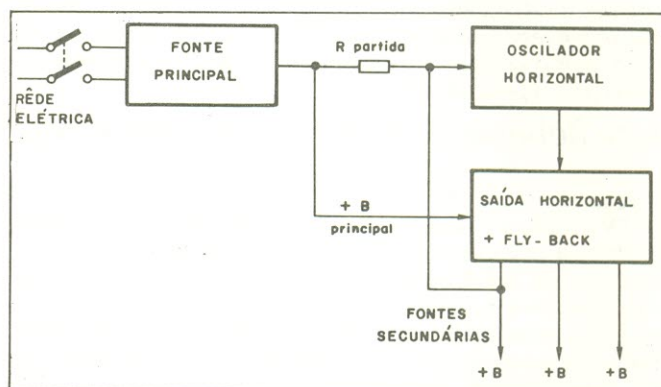 FONTE
PRINCIPAL
R partida
OSCILADOR
HORIZONTAL
RÊDE
ELÉTRICA
+ B
principal
SAÍDA HORIZONTAL
+ FLY-BACK
FONTES
SECUNDÁRIAS
+B
+B
+B